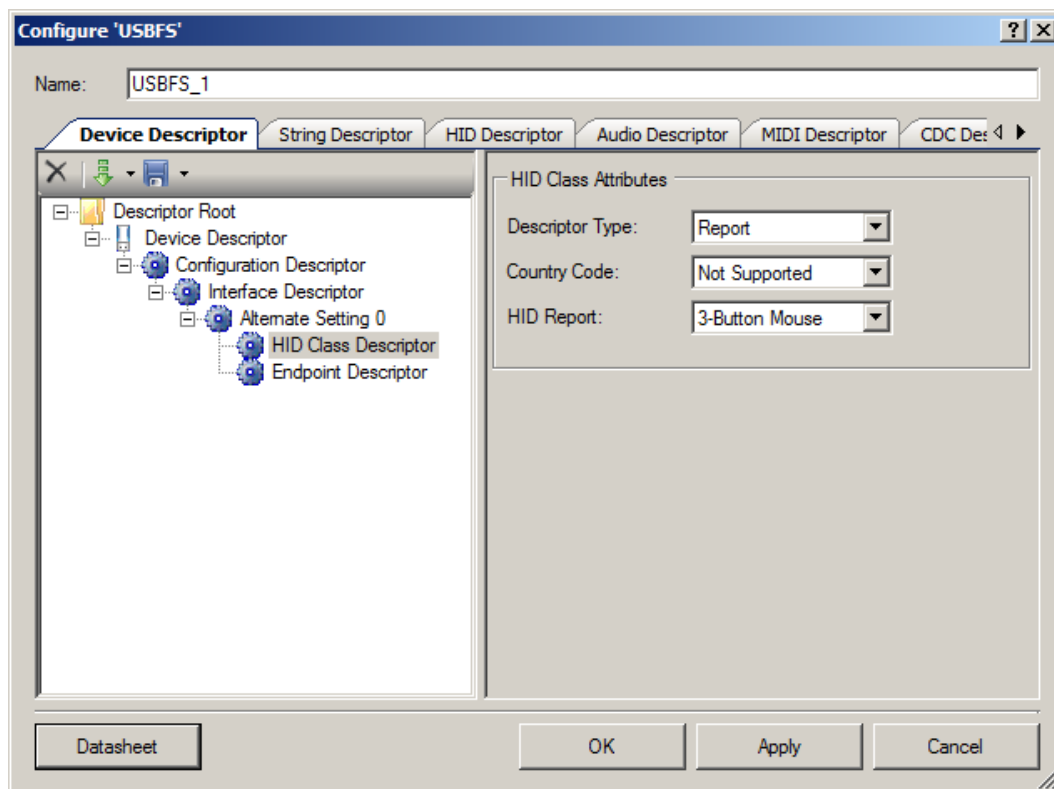 Configure 'USBFS'
Name: USBFS_1
Device Descriptor String Descriptor HID Descriptor Audio Descriptor MIDI Descriptor CDC Des
Descriptor Root
Device Descriptor
Configuration Descriptor
Interface Descriptor
Alternate Setting 0
HID Class Descriptor
Endpoint Descriptor
HID Class Attributes
Descriptor Type: Report
Country Code: Not Supported
HID Report: 3-Button Mouse
Datasheet OK Apply Cancel